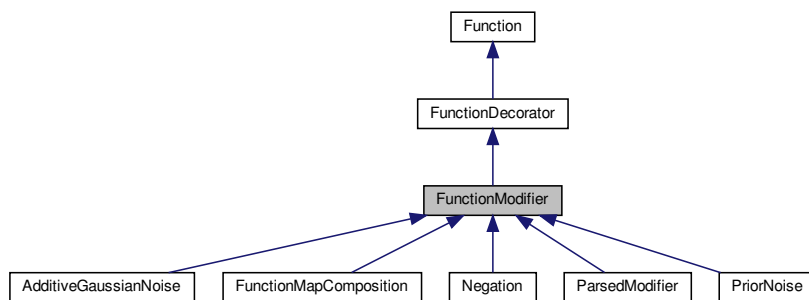 Function
FunctionDecorator
FunctionModifier
AdditiveGaussianNoise FunctionMapComposition Negation ParsedModifier PriorNoise